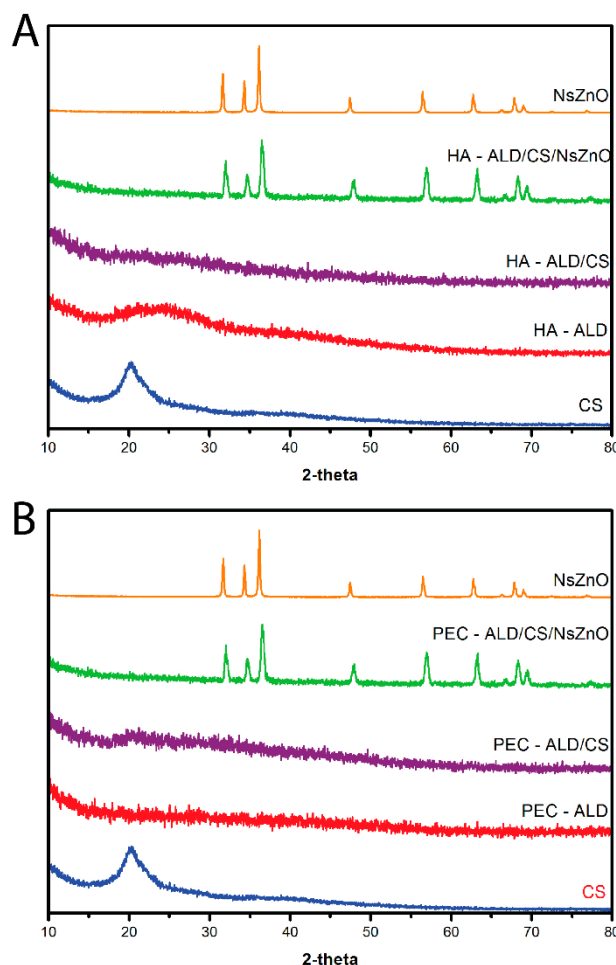 A
NsZnO
HA - ALD/CS/NsZnO
HA - ALD/CS
HA - ALD
CS
10 20 30 40 50 60 70 80
2-theta
B
NsZnO
PEC - ALD/CS/NsZnO
PEC - ALD/CS
PEC - ALD
CS
10 20 30 40 50 60 70 80
2-theta